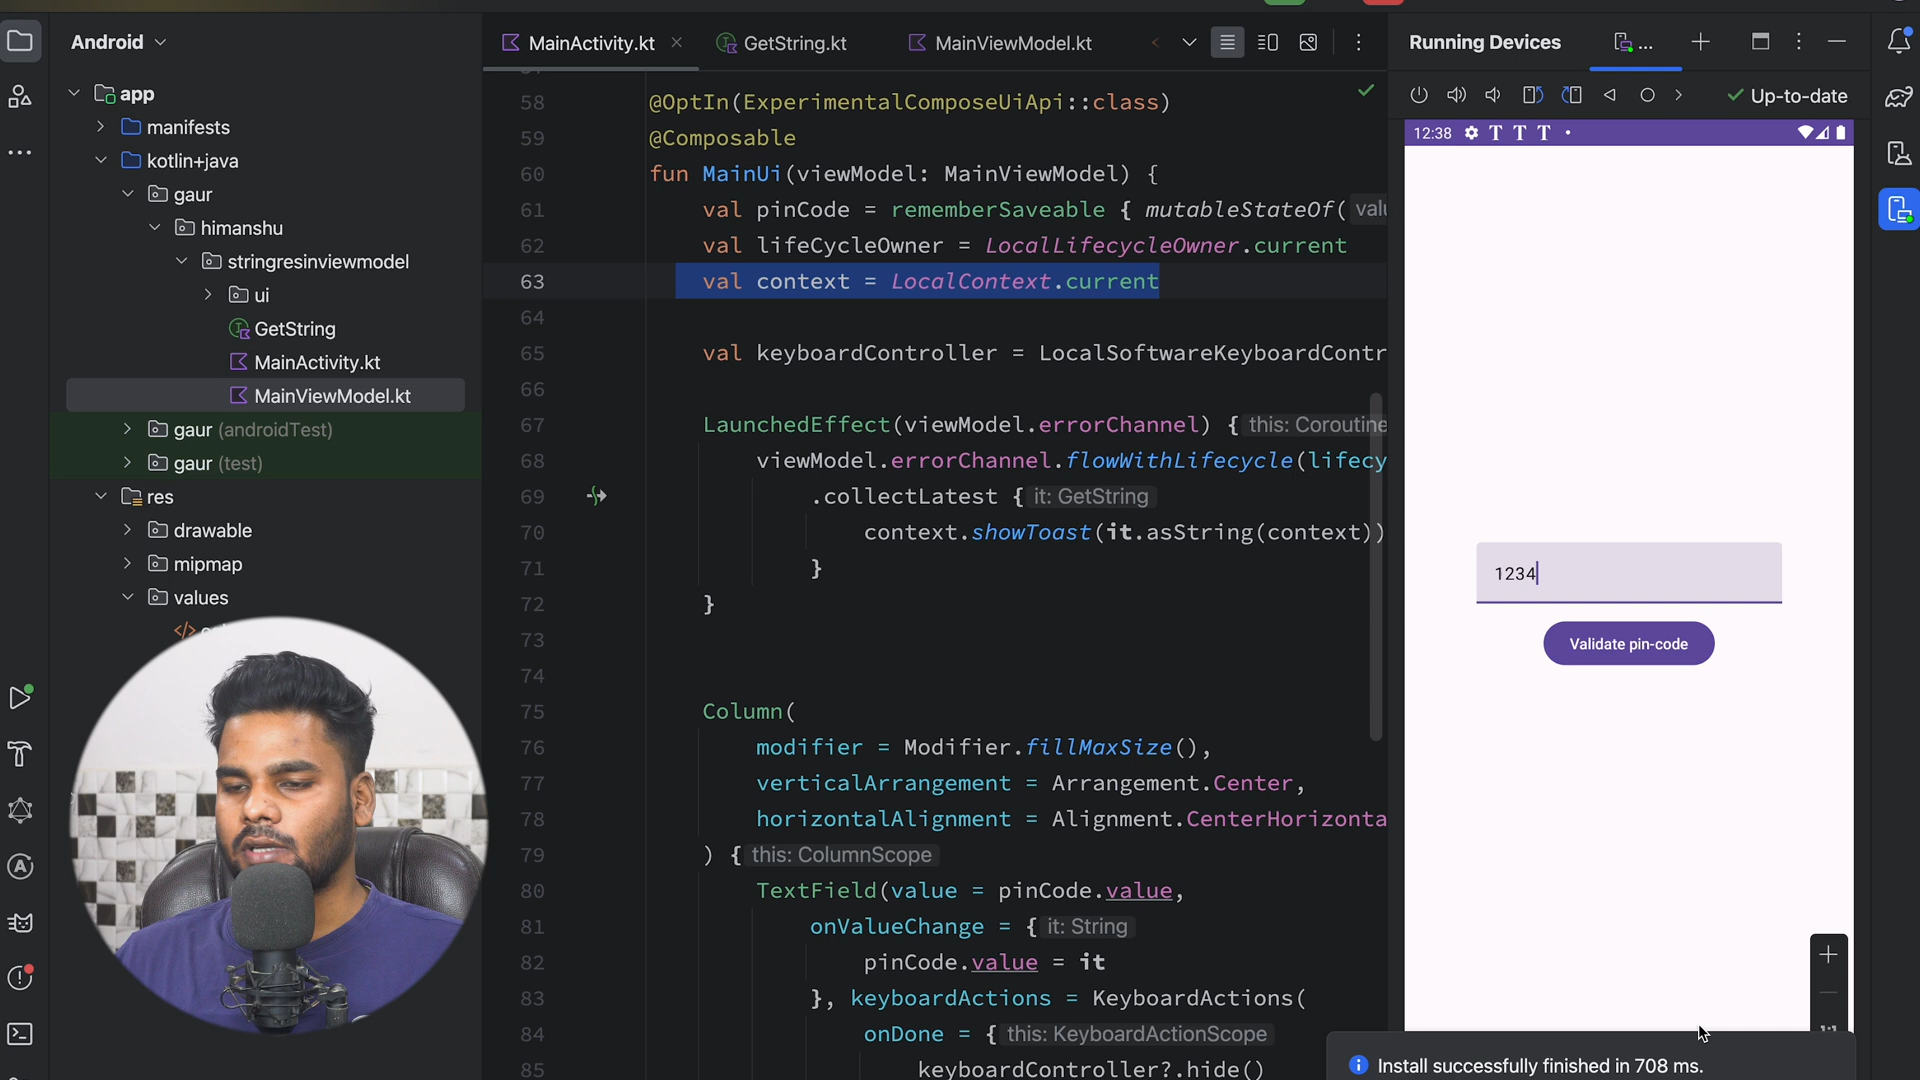 Android
app
manifests
kotlin+java
gaur
himanshu
stringresinviewmodel
ui
GetString
MainActivity.kt
MainViewModel.kt
gaur (androidTest)
gaur (test)
res
drawable
mipmap
values
MainActivity.kt
GetString.kt
MainViewModel.kt
58 @OptIn(ExperimentalComposeUiApi::class)
59 @Composable
60 fun MainUi(viewModel: MainViewModel) {
61 val pinCode = rememberSaveable { mutableStateOf( valu
62 val lifeCycleOwner = LocalLifecycleOwner.current
63 val context = LocalContext.current
64
65 val keyboardController = LocalSoftwareKeyboardContr
66
67 LaunchedEffect(viewModel.errorChannel) { this: Coroutine
68 viewModel.errorChannel.flowWithLifecycle(lifecy
69 .collectLatest { it: GetString
70 context.showToast(it.asString(context))
71 }
72 }
73
74
75 Column(
76 modifier = Modifier.fillMaxSize(),
77 verticalArrangement = Arrangement.Center,
78 horizontalAlignment = Alignment.CenterHorizonta
79 ) { this: ColumnScope
80 TextField(value = pinCode.value,
81 onValueChange = { it: String
82 pinCode.value = it
83 }, keyboardActions = KeyboardActions(
84 onDone = { this: KeyboardActionScope
85 keyboardController?.hide()
Running Devices
...
Up-to-date
12:38 T T T
1234
Validate pin-code
Install successfully finished in 708 ms.